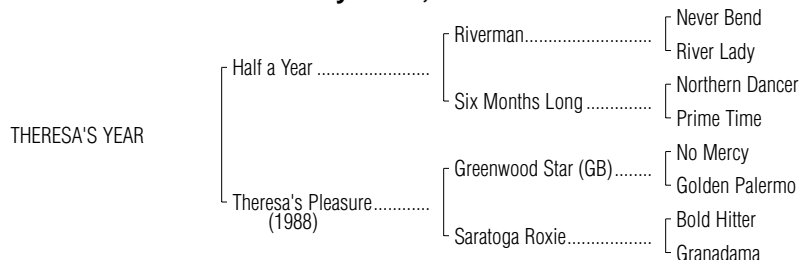 Never Bend
Riverman...........................
River Lady
Half a Year ........................
Northern Dancer
Six Months Long ..............
Prime Time
THERESA'S YEAR
No Mercy
Greenwood Star (GB)........
Golden Palermo
Theresa's Pleasure............
(1988)
Bold Hitter
Saratoga Roxie..................
Granadama